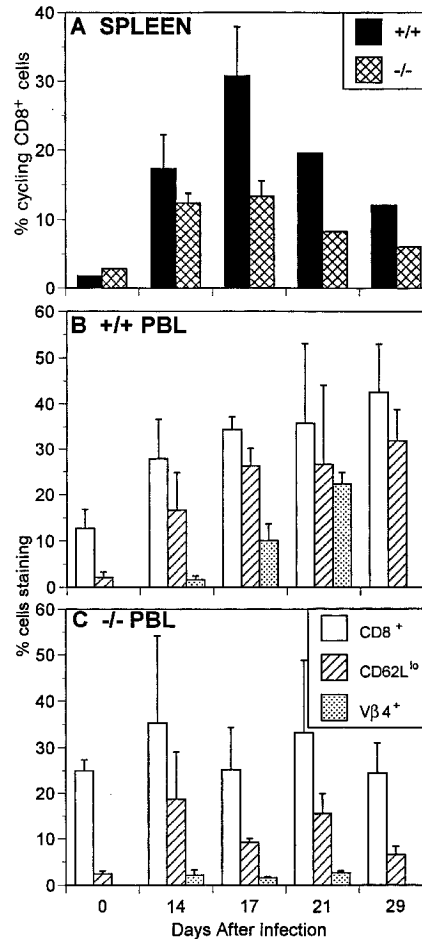 A SPLEEN
+/+
-/-
% cycling CD8+ cells
40
30
20
10
0
B +/+ PBL
60
50
40
30
20
10
0
% cells staining
C -/- PBL
CD8+
CD62Llo
Vβ4+
60
50
40
30
20
10
0
0 14 17 21 29
Days After Infection